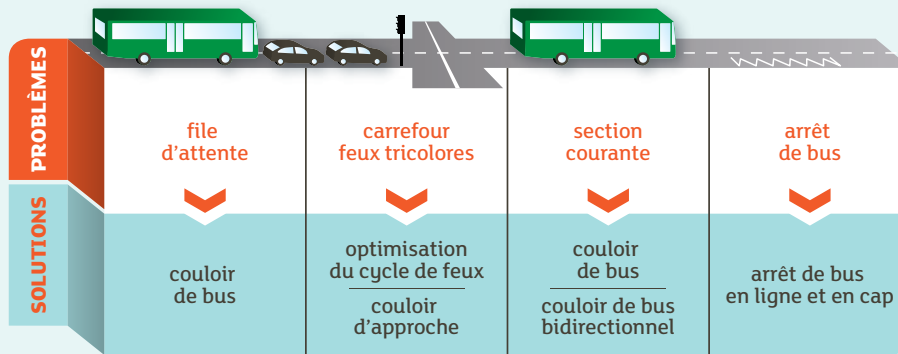 PROBLÈMES
file
d'attente
carrefour
feux tricolores
section
courante
arrêt
de bus
SOLUTIONS
couloir
de bus
optimisation
du cycle de feux
couloir
d'approche
couloir
de bus
couloir de bus
bidirectionnel
arrêt de bus
en ligne et en cap